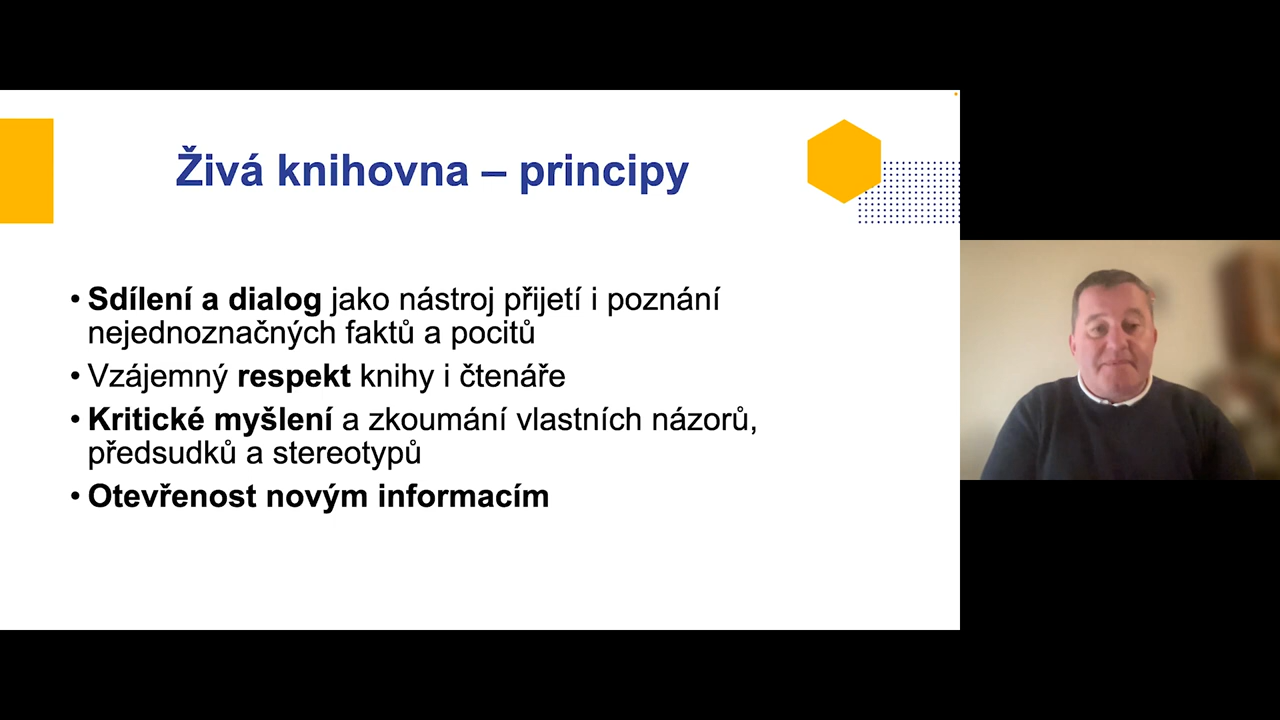 Živá knihovna – principy
• Sdílení a dialog jako nástroj přijetí i poznání
nejednoznačných faktů a pocitů
• Vzájemný respekt knihy i čtenáře
• Kritické myšlení a zkoumání vlastních názorů,
předsudků a stereotypů
• Otevřenost novým informacím